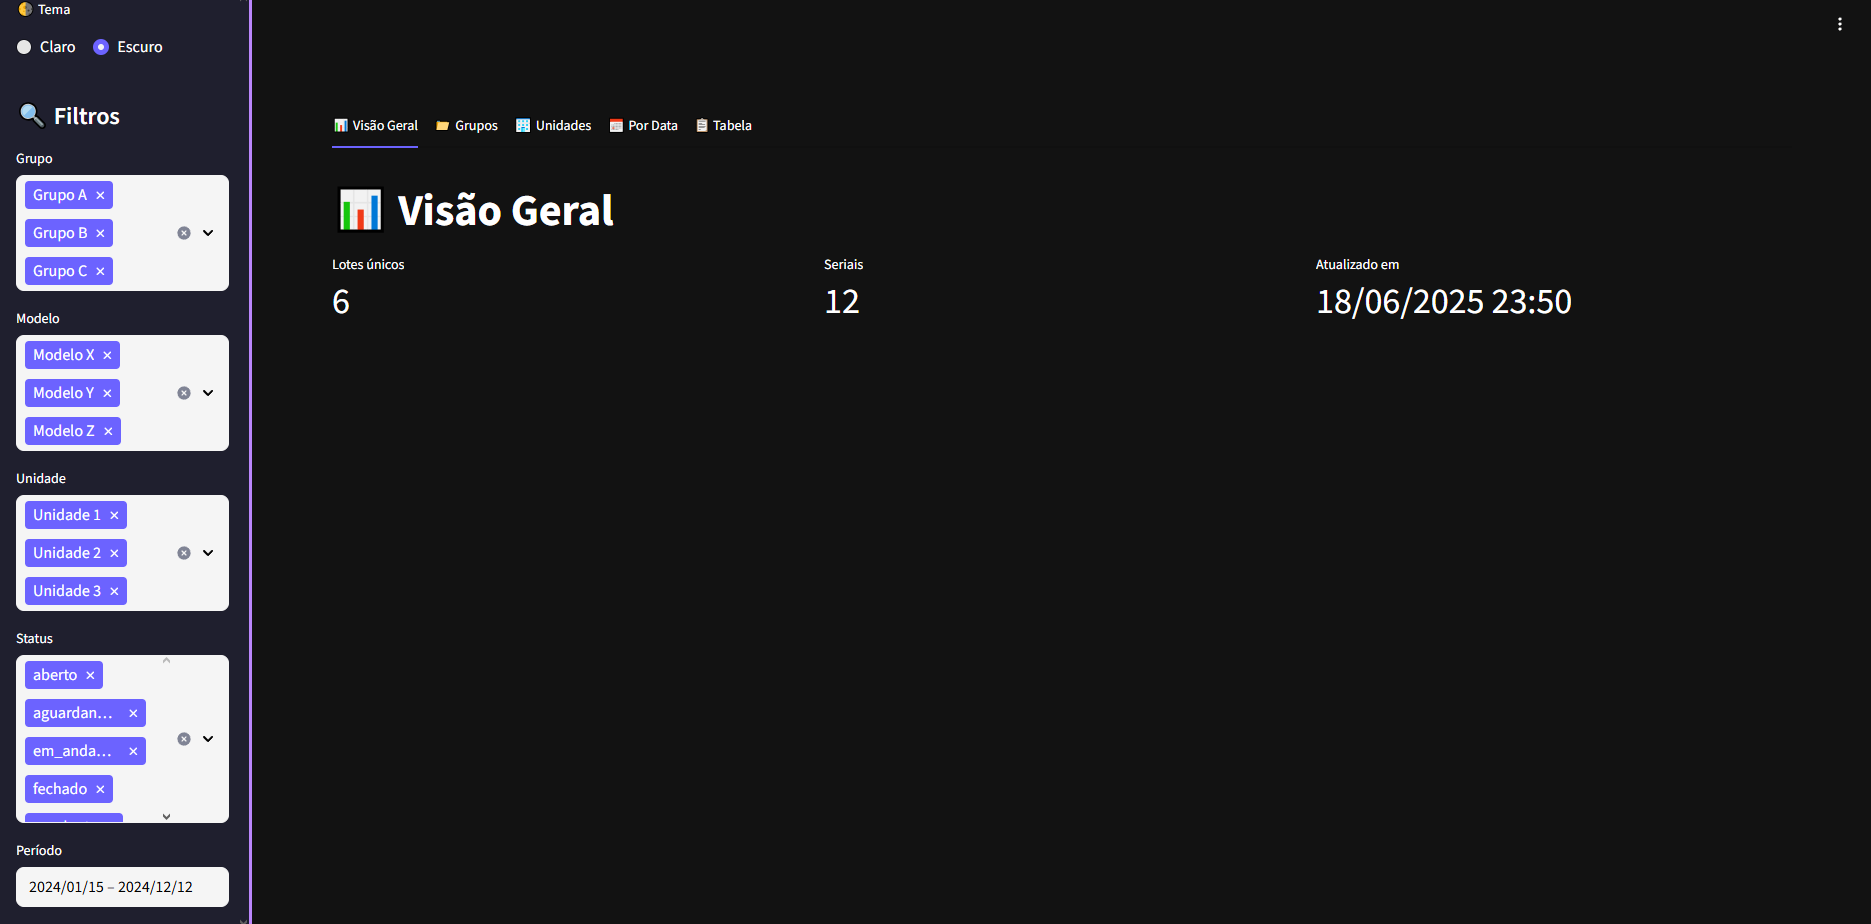 Tema
Claro Escuro
Filtros
Grupo
Grupo A
Grupo B
Grupo C
Modelo
Modelo X
Modelo Y
Modelo Z
Unidade
Unidade 1
Unidade 2
Unidade 3
Status
aberto
aguardan...
em_anda...
fechado
Período
2024/01/15 – 2024/12/12
Visão Geral Grupos Unidades Por Data Tabela
Visão Geral
Lotes únicos
6
Seriais
12
Atualizado em
18/06/2025 23:50